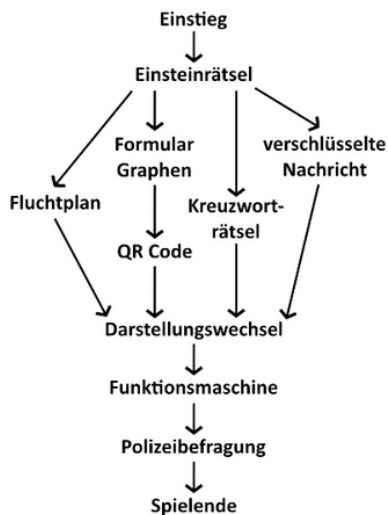 Einstieg
Einsteinrätsel
Formular
Graphen
verschlüsselte
Nachricht
Fluchtplan
Kreuzwort-
rätsel
QR Code
Darstellungswechsel
Funktionsmaschine
Polizeibefragung
Spielende